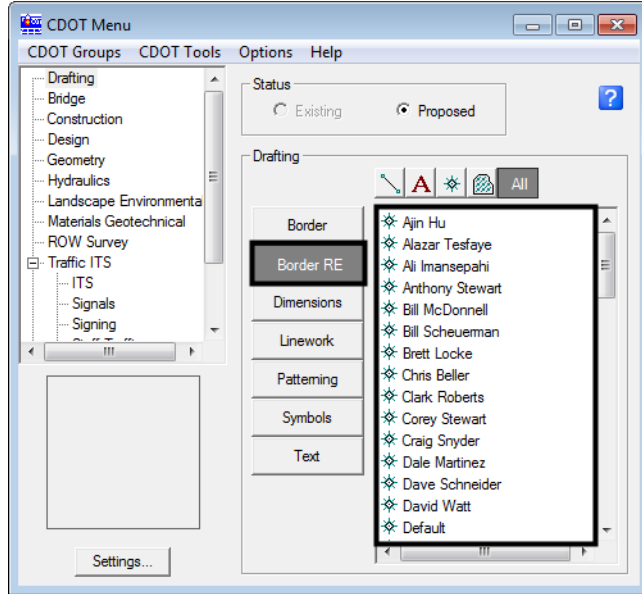 CDOT Menu
CDOT Groups CDOT Tools Options Help
Drafting
Bridge
Construction
Design
Geometry
Hydraulics
Landscape Environmenta
Materials Geotechnical
ROW Survey
Traffic ITS
ITS
Signals
Signing
Settings...
Status
Existing Proposed
?
Drafting
A All
Border
Border RE
Dimensions
Linework
Patterning
Symbols
Text
Ajin Hu
Alazar Tesfaye
Ali Imansepahi
Anthony Stewart
Bill McDonnell
Bill Scheuerman
Brett Locke
Chris Beller
Clark Roberts
Corey Stewart
Craig Snyder
Dale Martinez
Dave Schneider
David Watt
Default